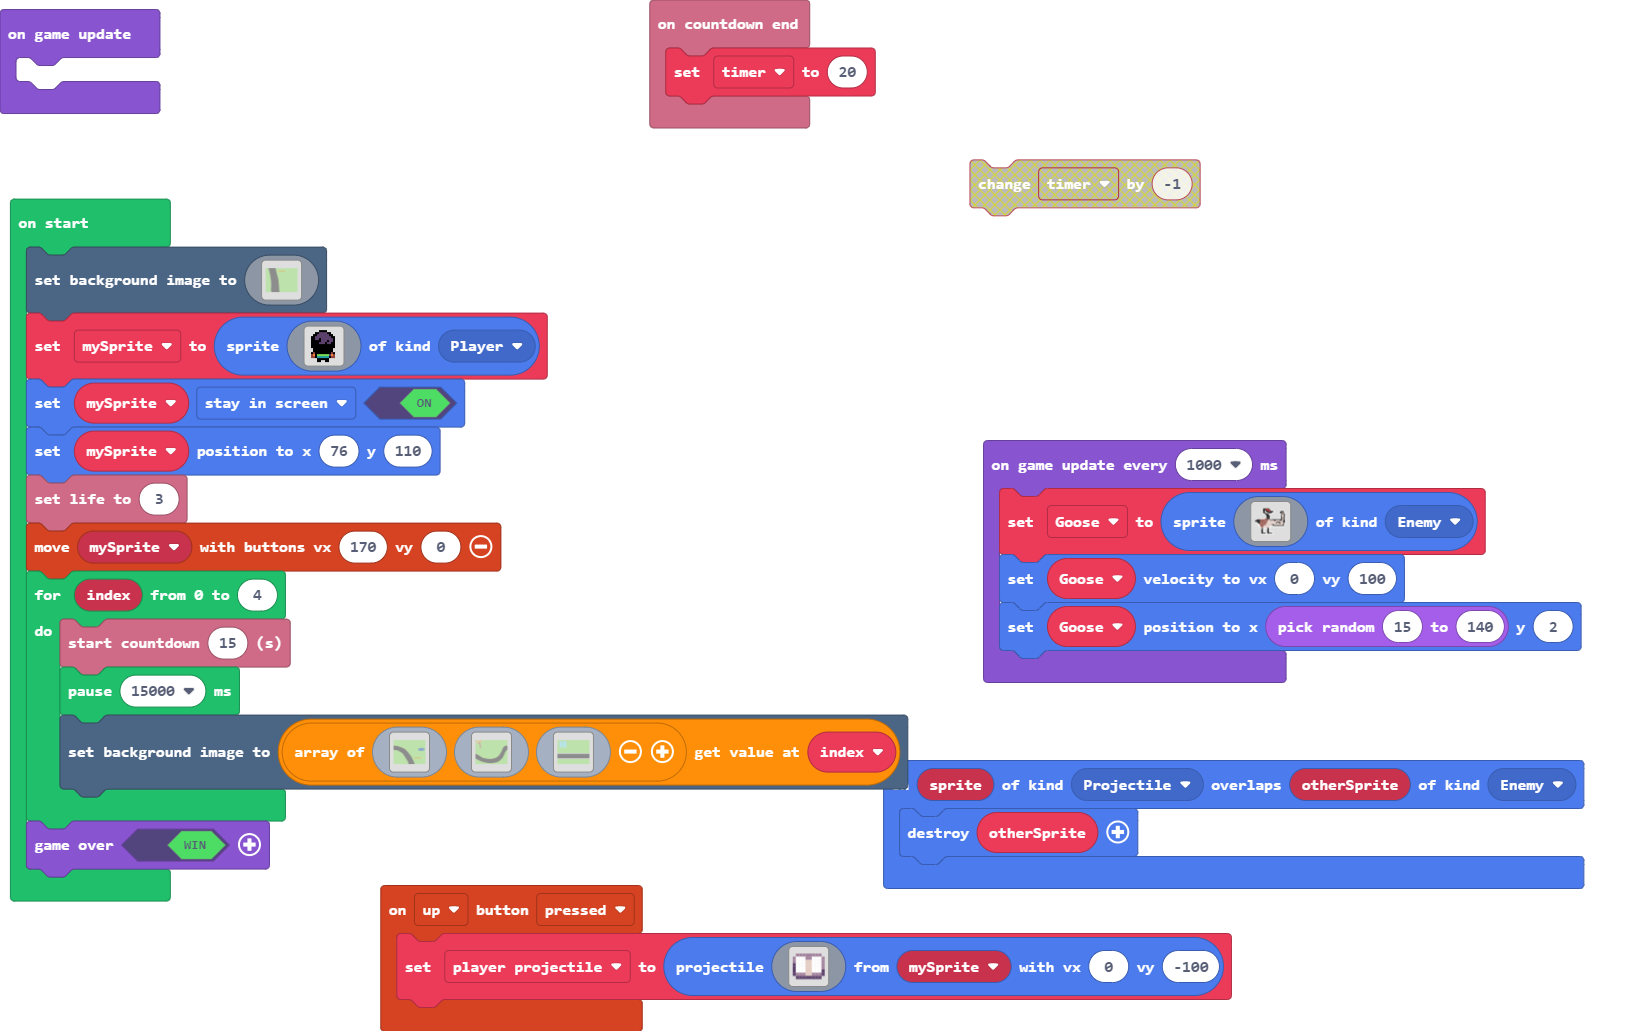 on game update
on countdown end
set timer to 20
change timer by -1
on start
set background image to
set mySprite to sprite of kind Player
set mySprite stay in screen ON
set mySprite position to x 76 y 110
set life to 3
move mySprite with buttons vx 170 vy 0
for index from 0 to 4
do
start countdown 15 (s)
pause 15000 ms
set background image to array of get value at index
game over WIN
on game update every 1000 ms
set Goose to sprite of kind Enemy
set Goose velocity to vx 0 vy 100
set Goose position to x pick random 15 to 140 y 2
sprite of kind Projectile overlaps otherSprite of kind Enemy
destroy otherSprite
on up button pressed
set player projectile to projectile from mySprite with vx 0 vy -100